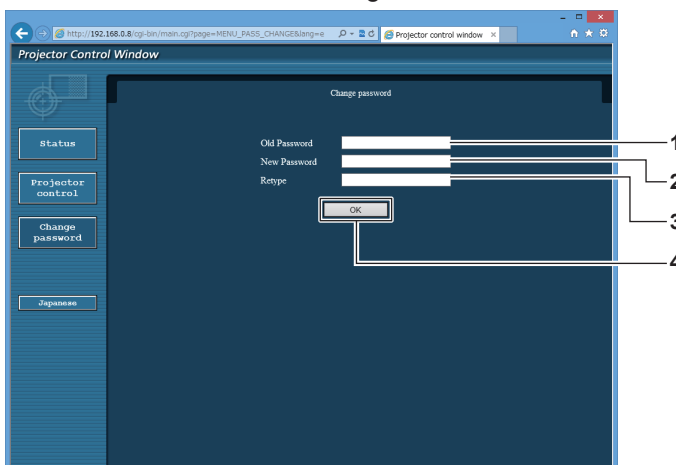 http://192.168.0.8/cgi-bin/main.cgi?page=MENU_PASS_CHANGE&lang=e
Projector control window
Projector Control Window
Change password
Status
Projector
control
Change
password
Japanese
Old Password
New Password
Retype
OK
1
2
3
4